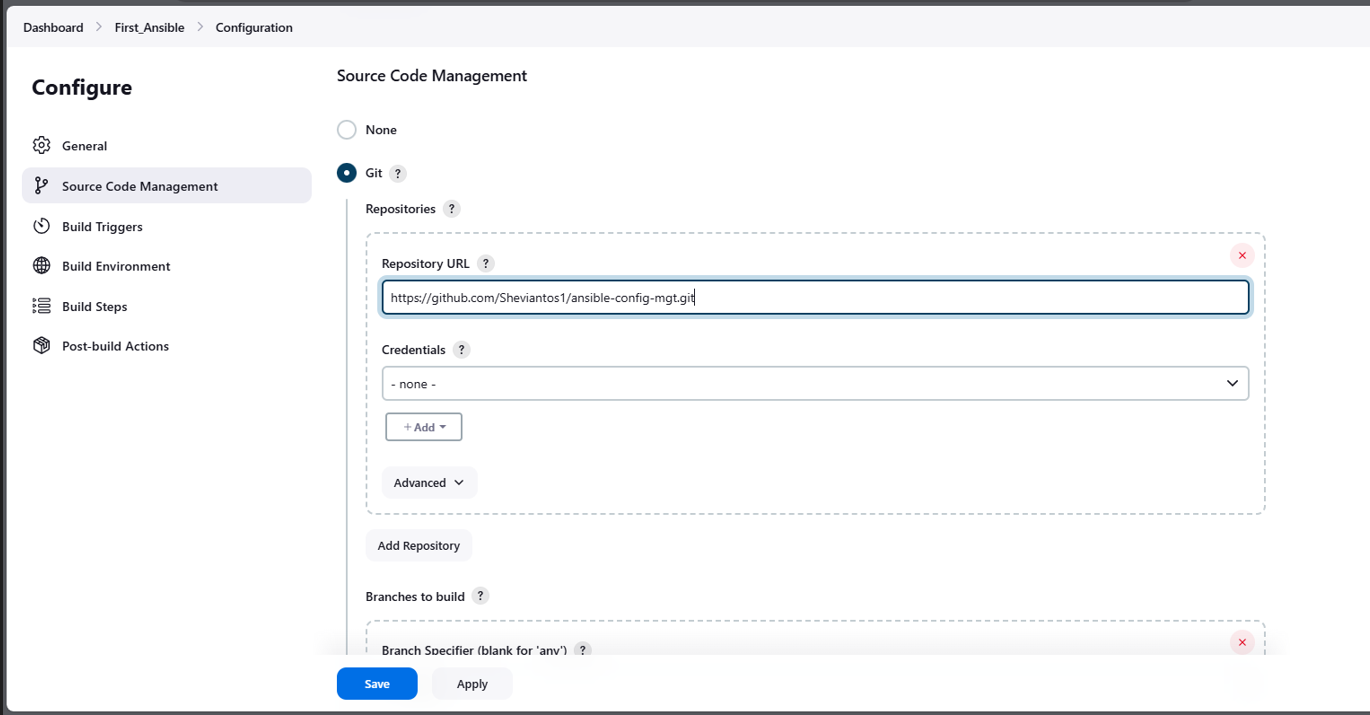 Dashboard > First_Ansible > Configuration
Configure
General
Source Code Management
Build Triggers
Build Environment
Build Steps
Post-build Actions
Source Code Management
None
Git ?
Repositories ?
Repository URL ?
https://github.com/Sheviantos1/ansible-config-mgt.git
Credentials ?
- none -
+ Add
Advanced
Add Repository
Branches to build ?
Branch Specifier (blank for 'any') ?
Save Apply